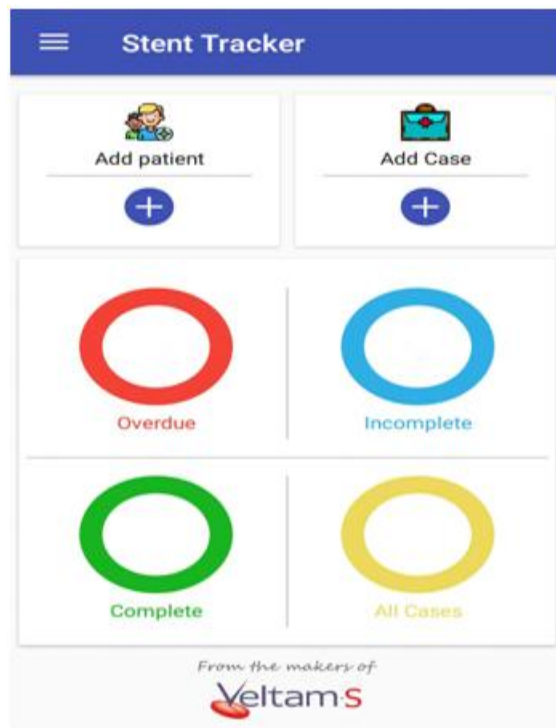 Stent Tracker
Add patient
Add Case
Overdue
Incomplete
Complete
All Cases
From the makers of
Veltam·S